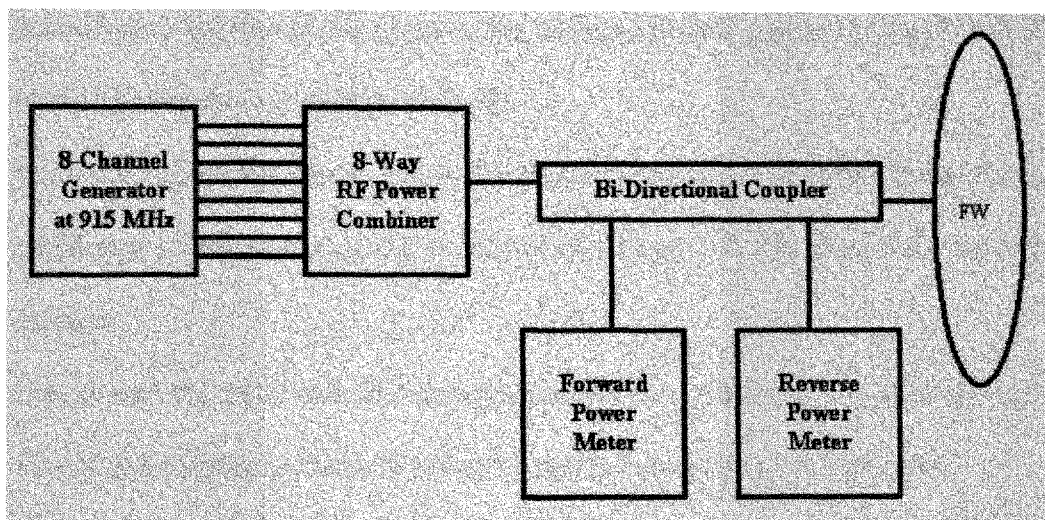 8-Channel
Generator
at 915 MHz
8-Way
RF Power
Combiner
Bi-Directional Coupler
FW
Forward
Power
Meter
Reverse
Power
Meter